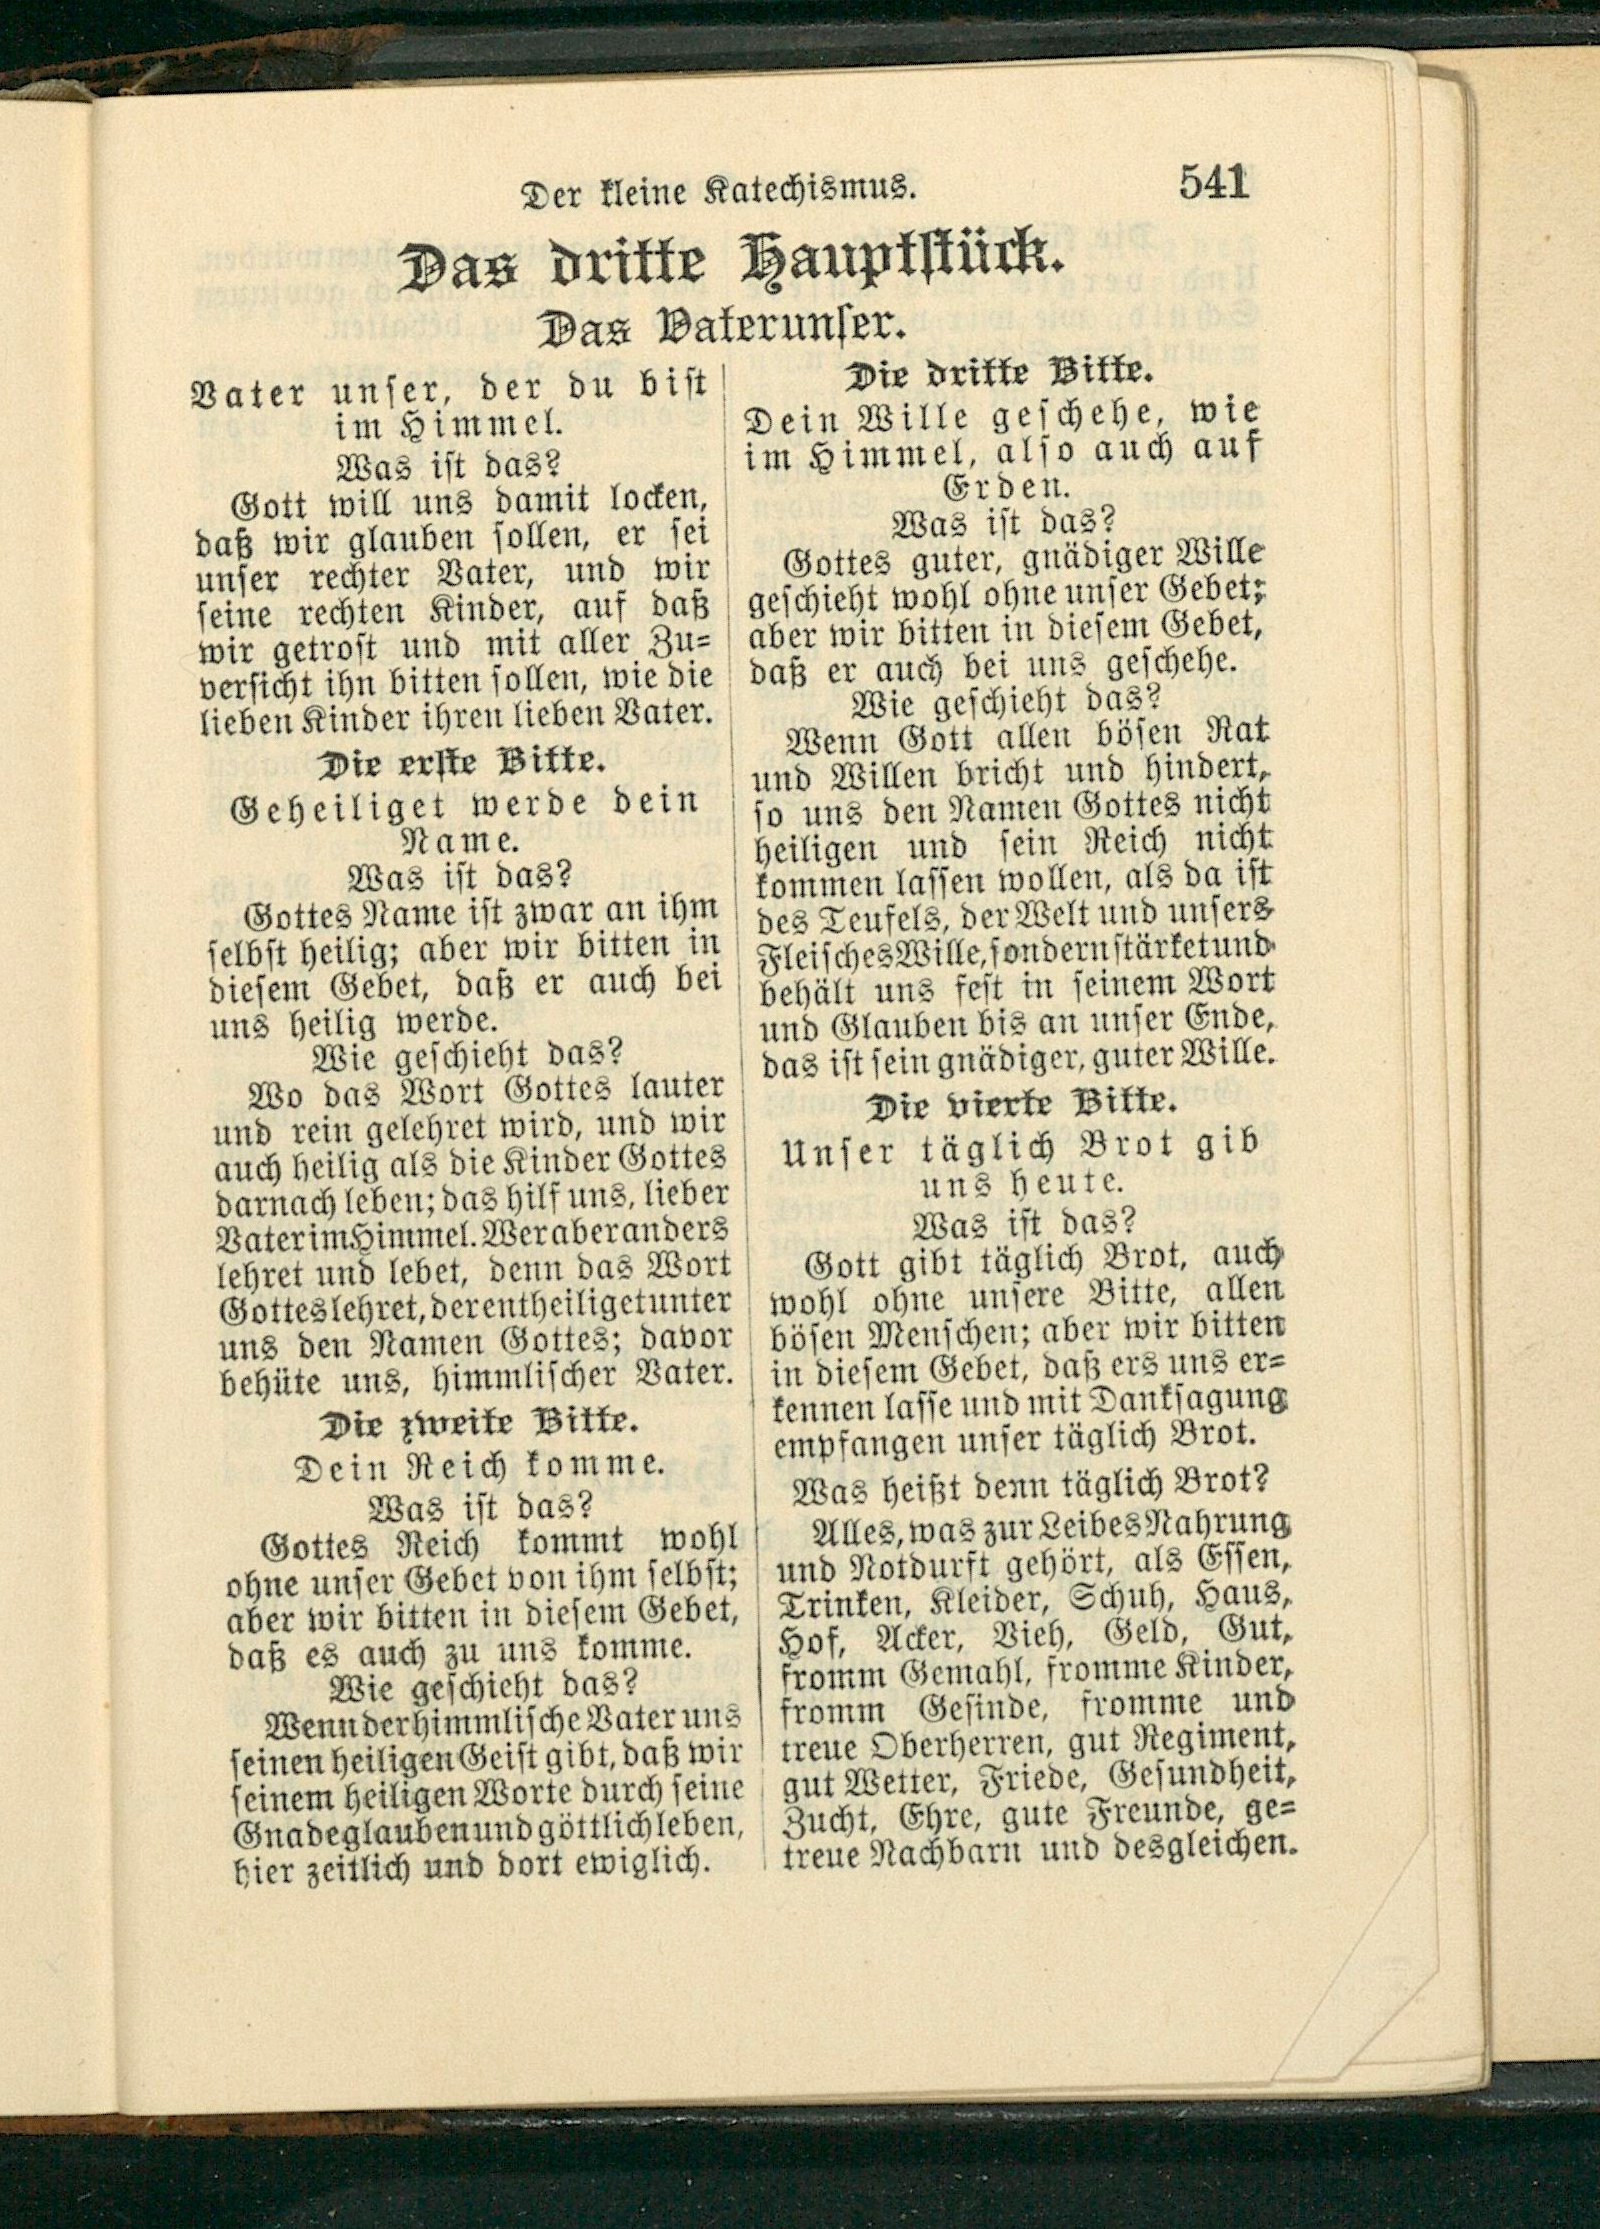 Der kleine Katechismus.
541
Das dritte Hauptstück.
Das Vaterunser.
Vater unser, der du bist
im Himmel.
Was ist das?
Gott will uns damit locken,
daß wir glauben sollen, er sei
unser rechter Vater, und wir
seine rechten Kinder, auf daß
wir getrost und mit aller Zu=
versicht ihn bitten sollen, wie die
lieben Kinder ihren lieben Vater.
Die erste Bitte.
Geheiliget werde dein
Name.
Was ist das?
Gottes Name ist zwar an ihm
selbst heilig; aber wir bitten in
diesem Gebet, daß er auch bei
uns heilig werde.
Wie geschieht das?
Wo das Wort Gottes lauter
und rein gelehret wird, und wir
auch heilig als die Kinder Gottes
darnach leben; das hilf uns, lieber
Vater im Himmel. Wer aber anders
lehret und lebet, denn das Wort
Gottes lehret, der entheiliget unter
uns den Namen Gottes; davor
behüte uns, himmlischer Vater.
Die zweite Bitte.
Dein Reich komme.
Was ist das?
Gottes Reich kommt wohl
ohne unser Gebet von ihm selbst;
aber wir bitten in diesem Gebet,
daß es auch zu uns komme.
Wie geschieht das?
Wenn der himmlische Vater uns
seinen heiligen Geist gibt, daß wir
seinem heiligen Worte durch seine
Gnade glauben und göttlich leben,
hier zeitlich und dort ewiglich.
Die dritte Bitte.
Dein Wille geschehe, wie
im Himmel, also auch auf
Erden.
Was ist das?
Gottes guter, gnädiger Wille
geschieht wohl ohne unser Gebet;
aber wir bitten in diesem Gebet,
daß er auch bei uns geschehe.
Wie geschieht das?
Wenn Gott allen bösen Rat
und Willen bricht und hindert,
so uns den Namen Gottes nicht
heiligen und sein Reich nicht
kommen lassen wollen, als da ist
des Teufels, der Welt und unsers
Fleisches Wille, sondern stärket und
behält uns fest in seinem Wort
und Glauben bis an unser Ende,
das ist sein gnädiger, guter Wille.
Die vierte Bitte.
Unser täglich Brot gib
uns heute.
Was ist das?
Gott gibt täglich Brot, auch
wohl ohne unsere Bitte, allen
bösen Menschen; aber wir bitten
in diesem Gebet, daß ers uns er=
kennen lasse und mit Danksagung
empfangen unser täglich Brot.
Was heißt denn täglich Brot?
Alles, was zur Leibes Nahrung
und Notdurft gehört, als Essen,
Trinken, Kleider, Schuh, Haus,
Hof, Acker, Vieh, Geld, Gut,
fromm Gemahl, fromme Kinder,
fromm Gesinde, fromme und
treue Oberherren, gut Regiment,
gut Wetter, Friede, Gesundheit,
Zucht, Ehre, gute Freunde, ge=
treue Nachbarn und desgleichen.